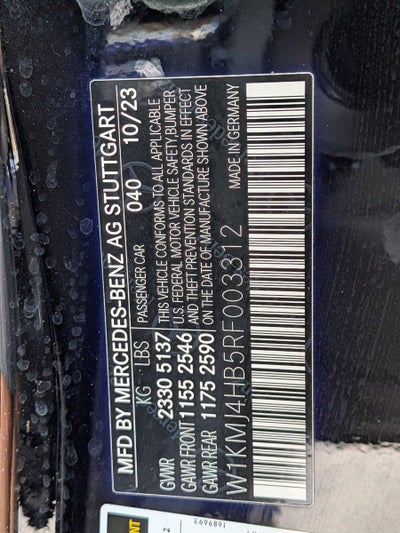 MFD BY MERCEDES-BENZ AG STUTTGART
PASSENGER CAR 040 10/23
KG LBS
GVWR 2330 5137
GAWR FRONT 1155 2546
GAWR REAR 1175 2590
THIS VEHICLE CONFORMS TO ALL APPLICABLE
U.S. FEDERAL MOTOR VEHICLE SAFETY, BUMPER
AND THEFT PREVENTION STANDARDS IN EFFECT
ON THE DATE OF MANUFACTURE SHOWN ABOVE
W1KMJ4HB5RF003312 MADE IN GERMANY
1689693